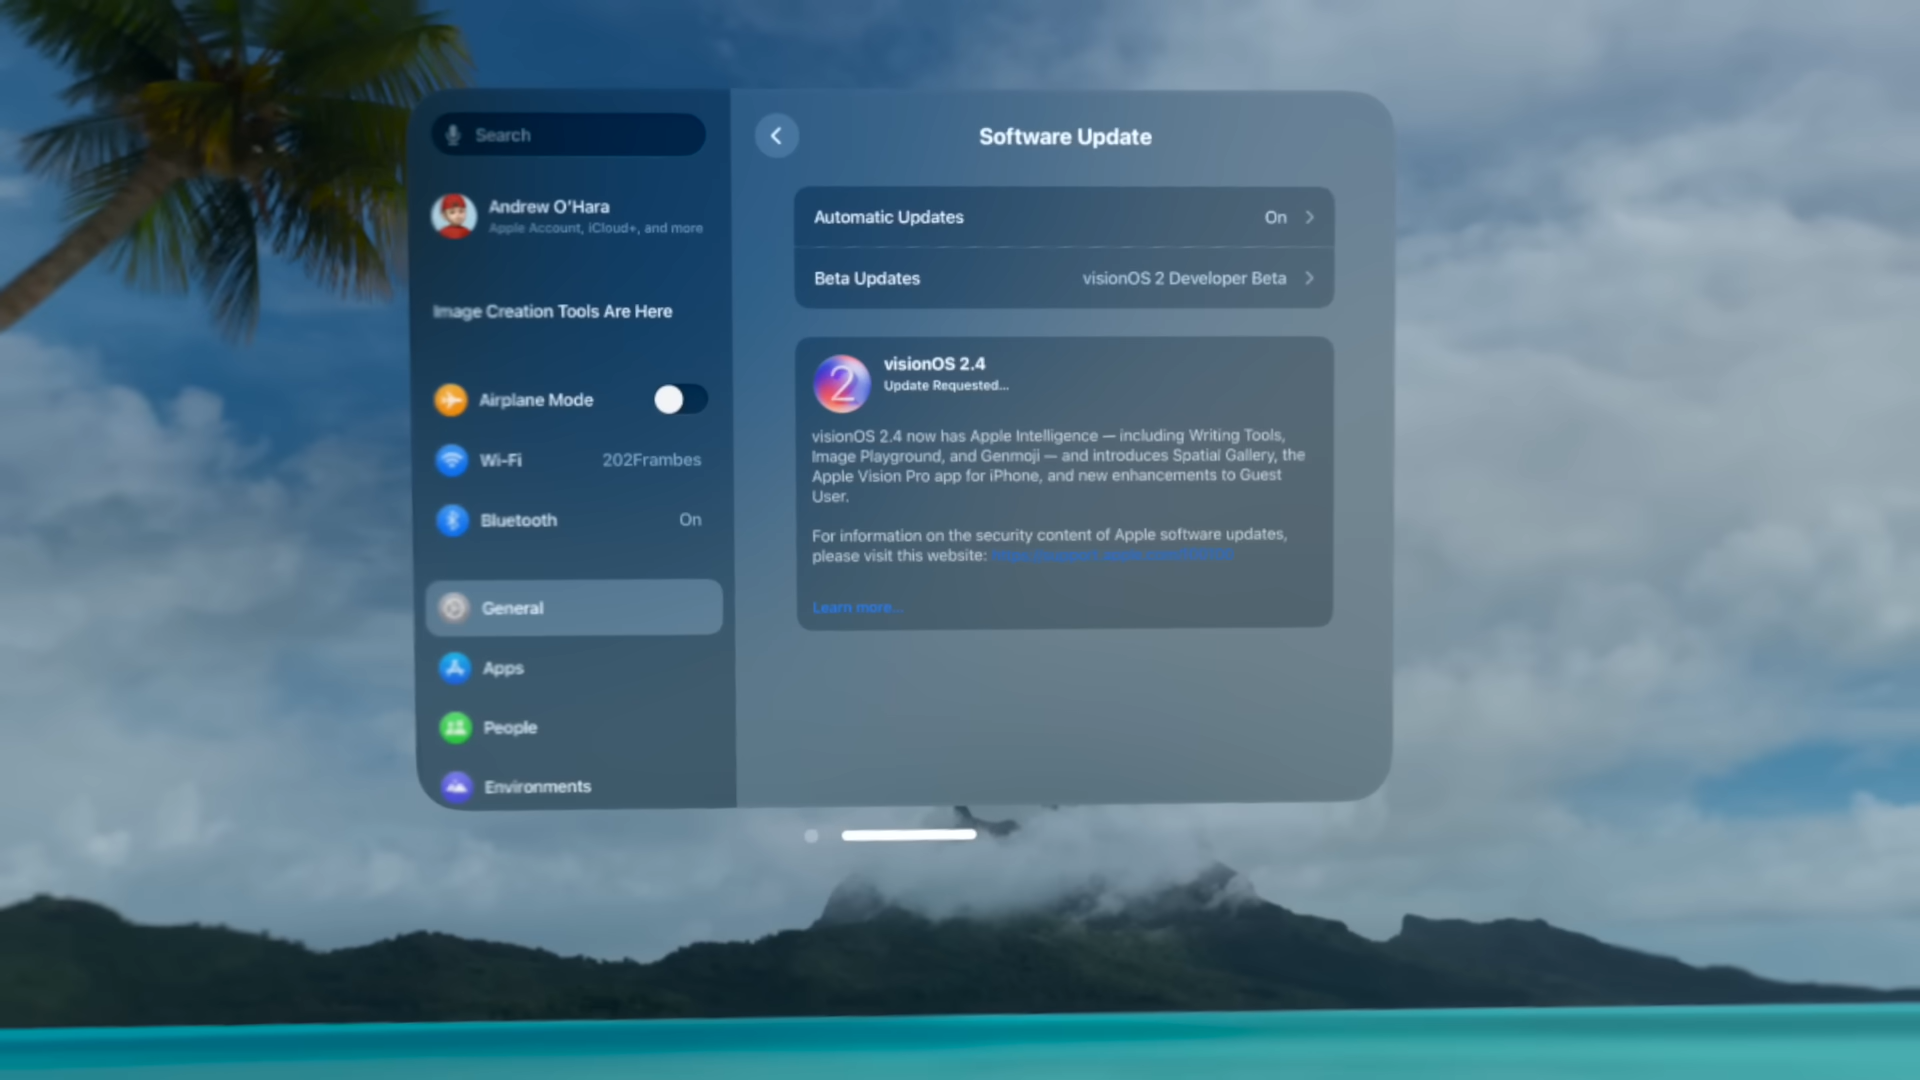 Search
Andrew O'Hara
Apple Account, iCloud+, and more
Image Creation Tools Are Here
Airplane Mode
Wi-Fi 202Frambes
Bluetooth On
General
Apps
People
Environments
Software Update
Automatic Updates On
Beta Updates visionOS 2 Developer Beta
2
visionOS 2.4
Update Requested...
visionOS 2.4 now has Apple Intelligence — including Writing Tools,
Image Playground, and Genmoji — and introduces Spatial Gallery, the
Apple Vision Pro app for iPhone, and new enhancements to Guest
User.
For information on the security content of Apple software updates,
please visit this website:
Learn more...